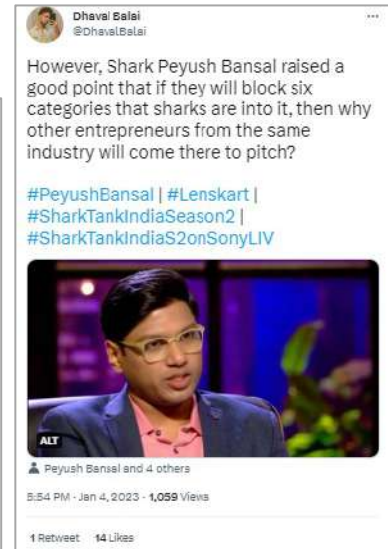 Dhaval Balai
@DhavalBalai
However, Shark Peyush Bansal raised a
good point that if they will block six
categories that sharks are into it, then why
other entrepreneurs from the same
industry will come there to pitch?
#PeyushBansal | #Lenskart |
#SharkTankIndiaSeason2 |
#SharkTankIndiaS2onSonyLIV
ALT
Peyush Bansal and 4 others
5:54 PM · Jan 4, 2023 · 1,059 Views
1 Retweet 14 Likes